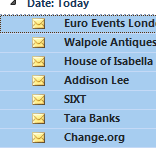 Date: Today
Euro Events Lond
Walpole Antiques
House of Isabella
Addison Lee
SIXT
Tara Banks
Change.org